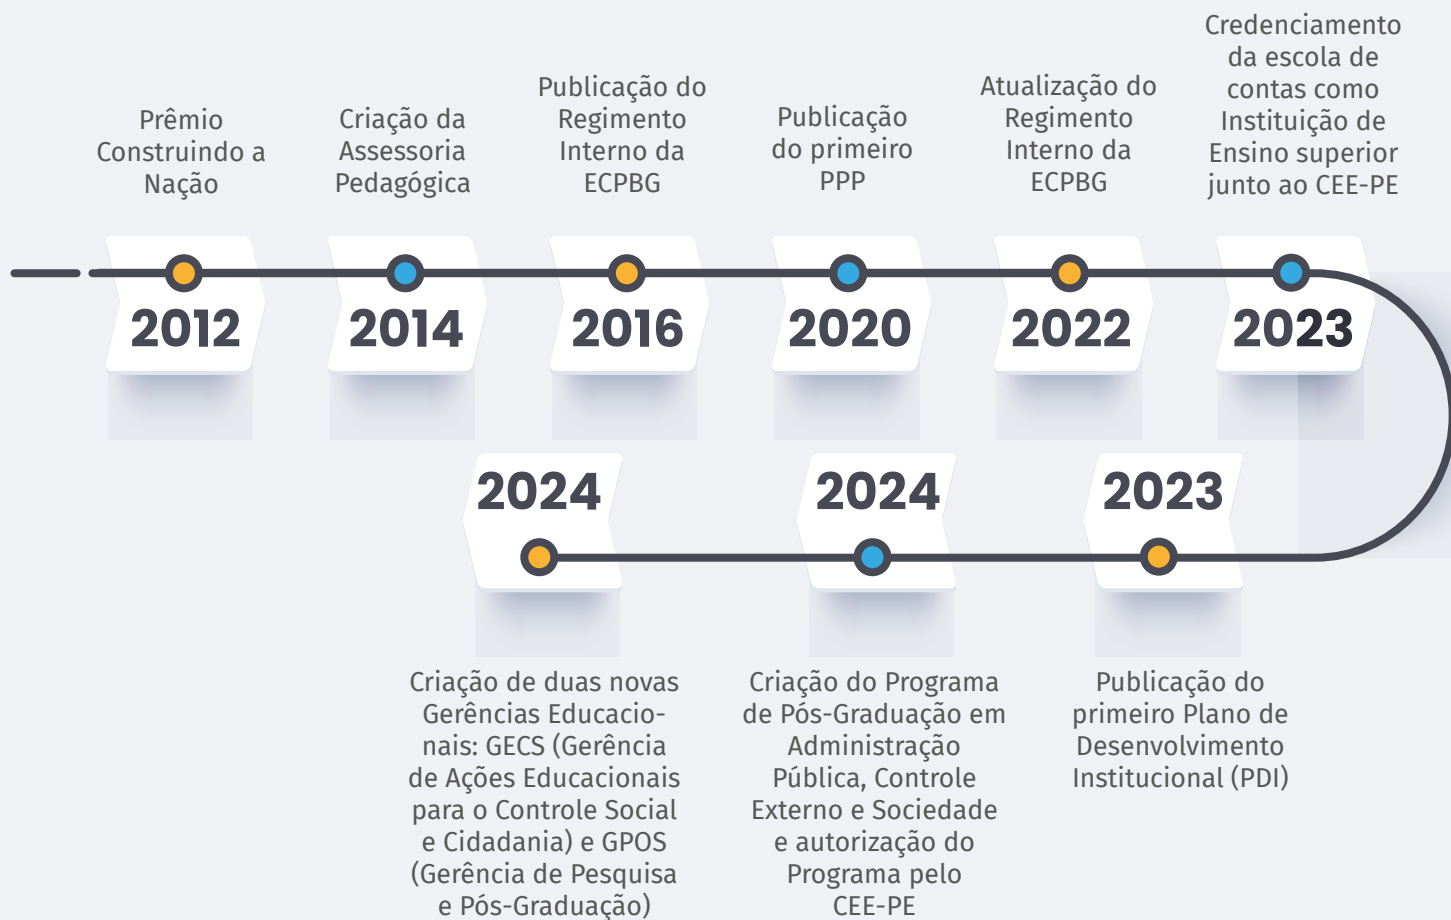 Prêmio
Construindo a
Nação
2012
Criação da
Assessoria
Pedagógica
2014
Publicação do
Regimento
Interno da
ECPBG
2016
Publicação
do primeiro
PPP
2020
Atualização do
Regimento
Interno da
ECPBG
2022
Credenciamento
da escola de
contas como
Instituição de
Ensino superior
junto ao CEE-PE
2023
2023
Publicação do
primeiro Plano de
Desenvolvimento
Institucional (PDI)
2024
Criação do Programa
de Pós-Graduação em
Administração
Pública, Controle
Externo e Sociedade
e autorização do
Programa pelo
CEE-PE
2024
Criação de duas novas
Gerências Educacio-
nais: GECS (Gerência
de Ações Educacionais
para o Controle Social
e Cidadania) e GPOS
(Gerência de Pesquisa
e Pós-Graduação)